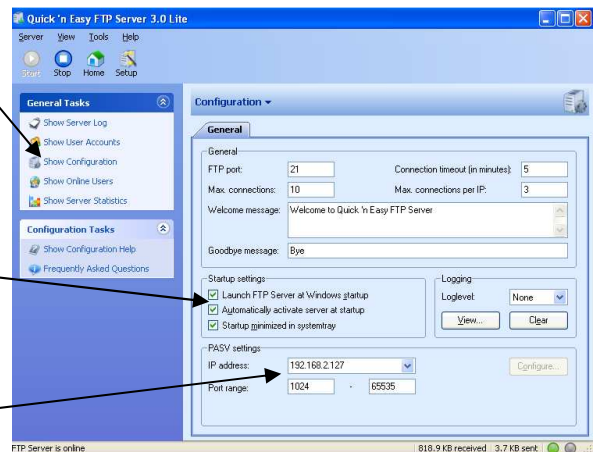 Quick 'n Easy FTP Server 3.0 Lite
Server View Tools Help
Start Stop Home Setup
General Tasks
Show Server Log
Show User Accounts
Show Configuration
Show Online Users
Show Server Statistics
Configuration Tasks
Show Configuration Help
Frequently Asked Questions
Configuration
General
General
FTP port: 21 Connection timeout (in minutes): 5
Max. connections: 10 Max. connections per IP: 3
Welcome message: Welcome to Quick 'n Easy FTP Server
Goodbye message: Bye
Startup settings
Launch FTP Server at Windows startup
Automatically activate server at startup
Startup minimized in systemtray
Logging
Loglevel: None
View... Clear
PASV settings
IP address: 192.168.2.127 Configure...
Port range: 1024 - 65535
FTP Server is online 818.9 KB received 3.7 KB sent